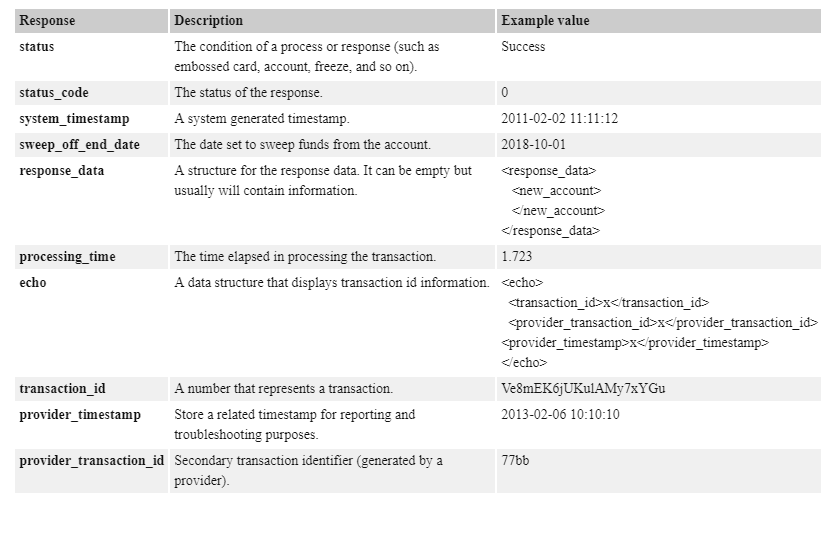 Response Description Example value
status The condition of a process or response (such as Success
embossed card, account, freeze, and so on).
status_code The status of the response. 0
system_timestamp A system generated timestamp. 2011-02-02 11:11:12
sweep_off_end_date The date set to sweep funds from the account. 2018-10-01
response_data A structure for the response data. It can be empty but <response_data>
usually will contain information. <new_account>
</new_account>
</response_data>
processing_time The time elapsed in processing the transaction. 1.723
echo A data structure that displays transaction id information. <echo>
<transaction_id>x</transaction_id>
<provider_transaction_id>x</provider_transaction_id>
<provider_timestamp>x</provider_timestamp>
</echo>
transaction_id A number that represents a transaction. Ve8mEK6jUKulAMy7xYGu
provider_timestamp Store a related timestamp for reporting and 2013-02-06 10:10:10
troubleshooting purposes.
provider_transaction_id Secondary transaction identifier (generated by a 77bb
provider).